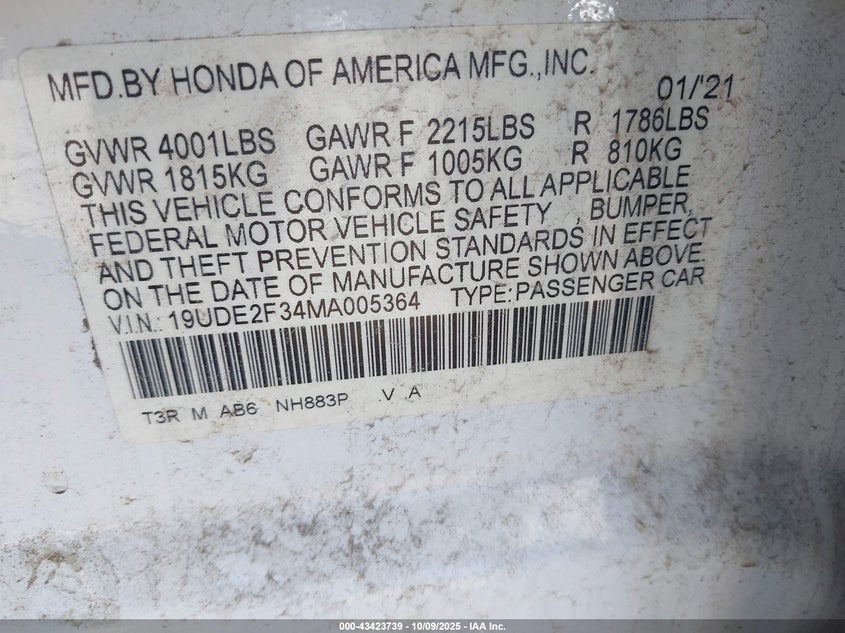 MFD.BY HONDA OF AMERICA MFG.,INC. 01/'21
GVWR 4001LBS GAWR F 2215LBS R 1786LBS
GVWR 1815KG GAWR F 1005KG R 810KG
THIS VEHICLE CONFORMS TO ALL APPLICABLE
FEDERAL MOTOR VEHICLE SAFETY , BUMPER,
AND THEFT PREVENTION STANDARDS IN EFFECT
ON THE DATE OF MANUFACTURE SHOWN ABOVE.
V.I.N.: 19UDE2F34MA005364 TYPE:PASSENGER CAR
T3R M AB6 NH883P .V .A
000-43423739 - 10/09/2025 - IAA Inc.